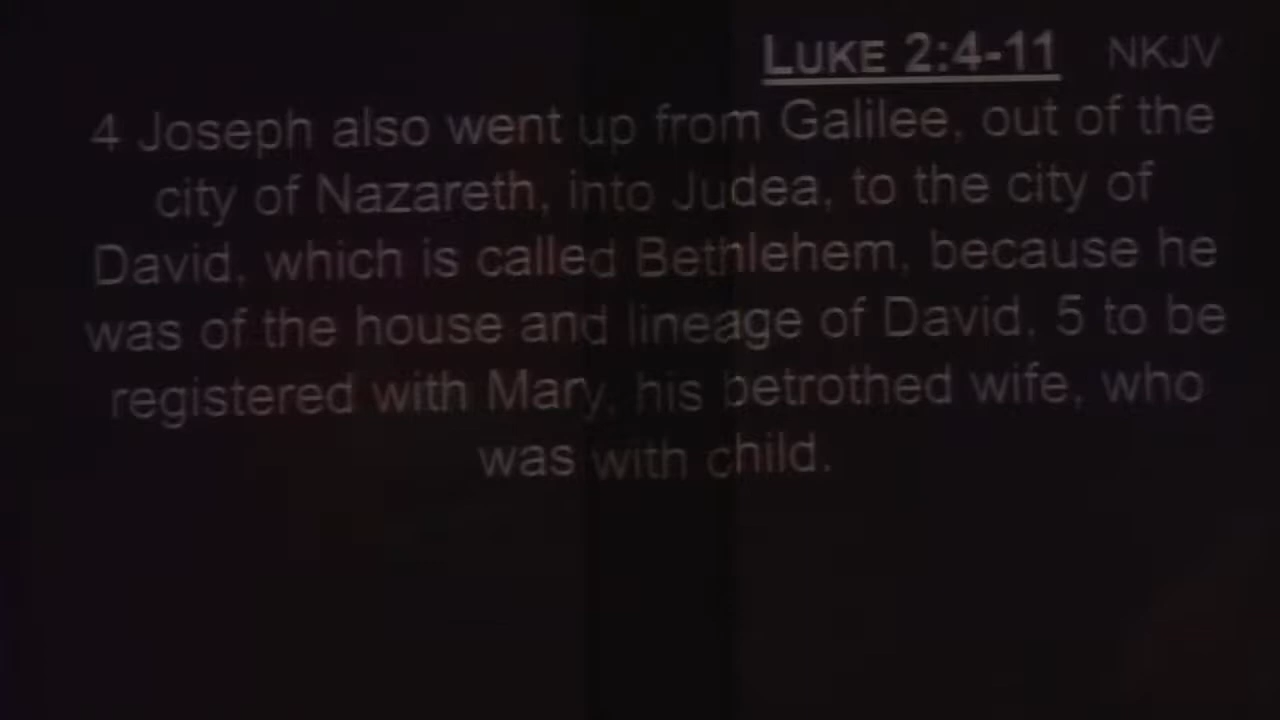 LUKE 2:4-11 NKJV
4 Joseph also went up from Galilee, out of the
city of Nazareth, into Judea, to the city of
David, which is called Bethlehem, because he
was of the house and lineage of David, 5 to be
registered with Mary, his betrothed wife, who
was with child.